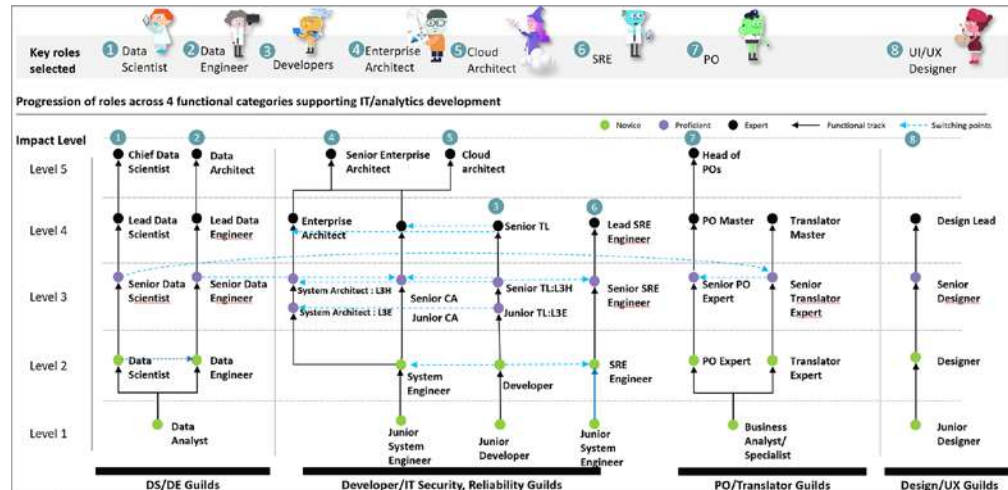 Key roles selected
1 Data Scientist
2 Data Engineer
3 Developers
4 Enterprise Architect
5 Cloud Architect
6 SRE
7 PO
8 UI/UX Designer
Progression of roles across 4 functional categories supporting IT/analytics development
Novice
Proficient
Expert
Functional track
Switching points
Impact Level
1
2
4
5
7
8
Level 5
Chief Data Scientist
Data Architect
Senior Enterprise Architect
Cloud architect
Head of POs
3
6
Level 4
Lead Data Scientist
Lead Data Engineer
Enterprise Architect
Senior TL
Lead SRE Engineer
PO Master
Translator Master
Design Lead
Level 3
Senior Data Scientist
Senior Data Engineer
System Architect : L3H
System Architect : L3E
Senior CA
Junior CA
Senior TL:L3H
Junior TL:L3E
Senior SRE Engineer
Senior PO Expert
Senior Translator Expert
Senior Designer
Level 2
Data Scientist
Data Engineer
System Engineer
Developer
SRE Engineer
PO Expert
Translator Expert
Designer
Level 1
Data Analyst
Junior System Engineer
Junior Developer
Junior System Engineer
Business Analyst/ Specialist
Junior Designer
DS/DE Guilds
Developer/IT Security, Reliability Guilds
PO/Translator Guilds
Design/UX Guilds